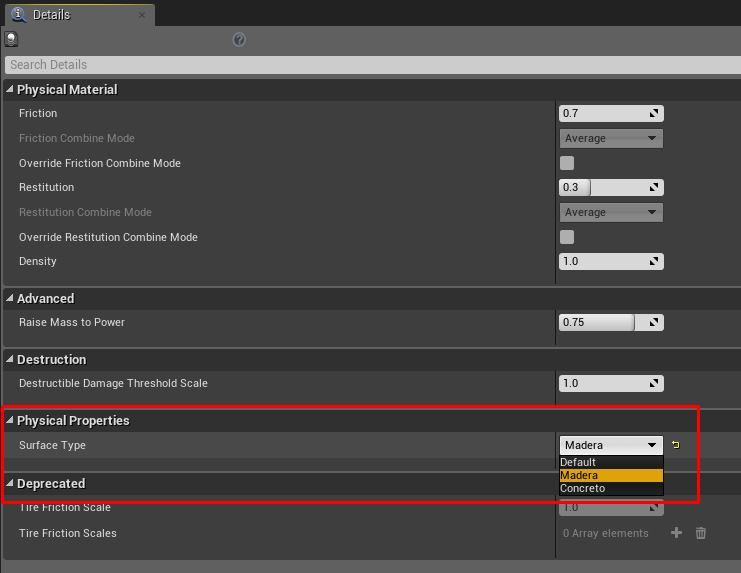 Details
Search Details
Physical Material
Friction 0.7
Friction Combine Mode Average
Override Friction Combine Mode
Restitution 0.3
Restitution Combine Mode Average
Override Restitution Combine Mode
Density 1.0
Advanced
Raise Mass to Power 0.75
Destruction
Destructible Damage Threshold Scale 1.0
Physical Properties
Surface Type Madera
Default
Madera
Concreto
Deprecated
Tire Friction Scale 1.0
Tire Friction Scales 0 Array elements